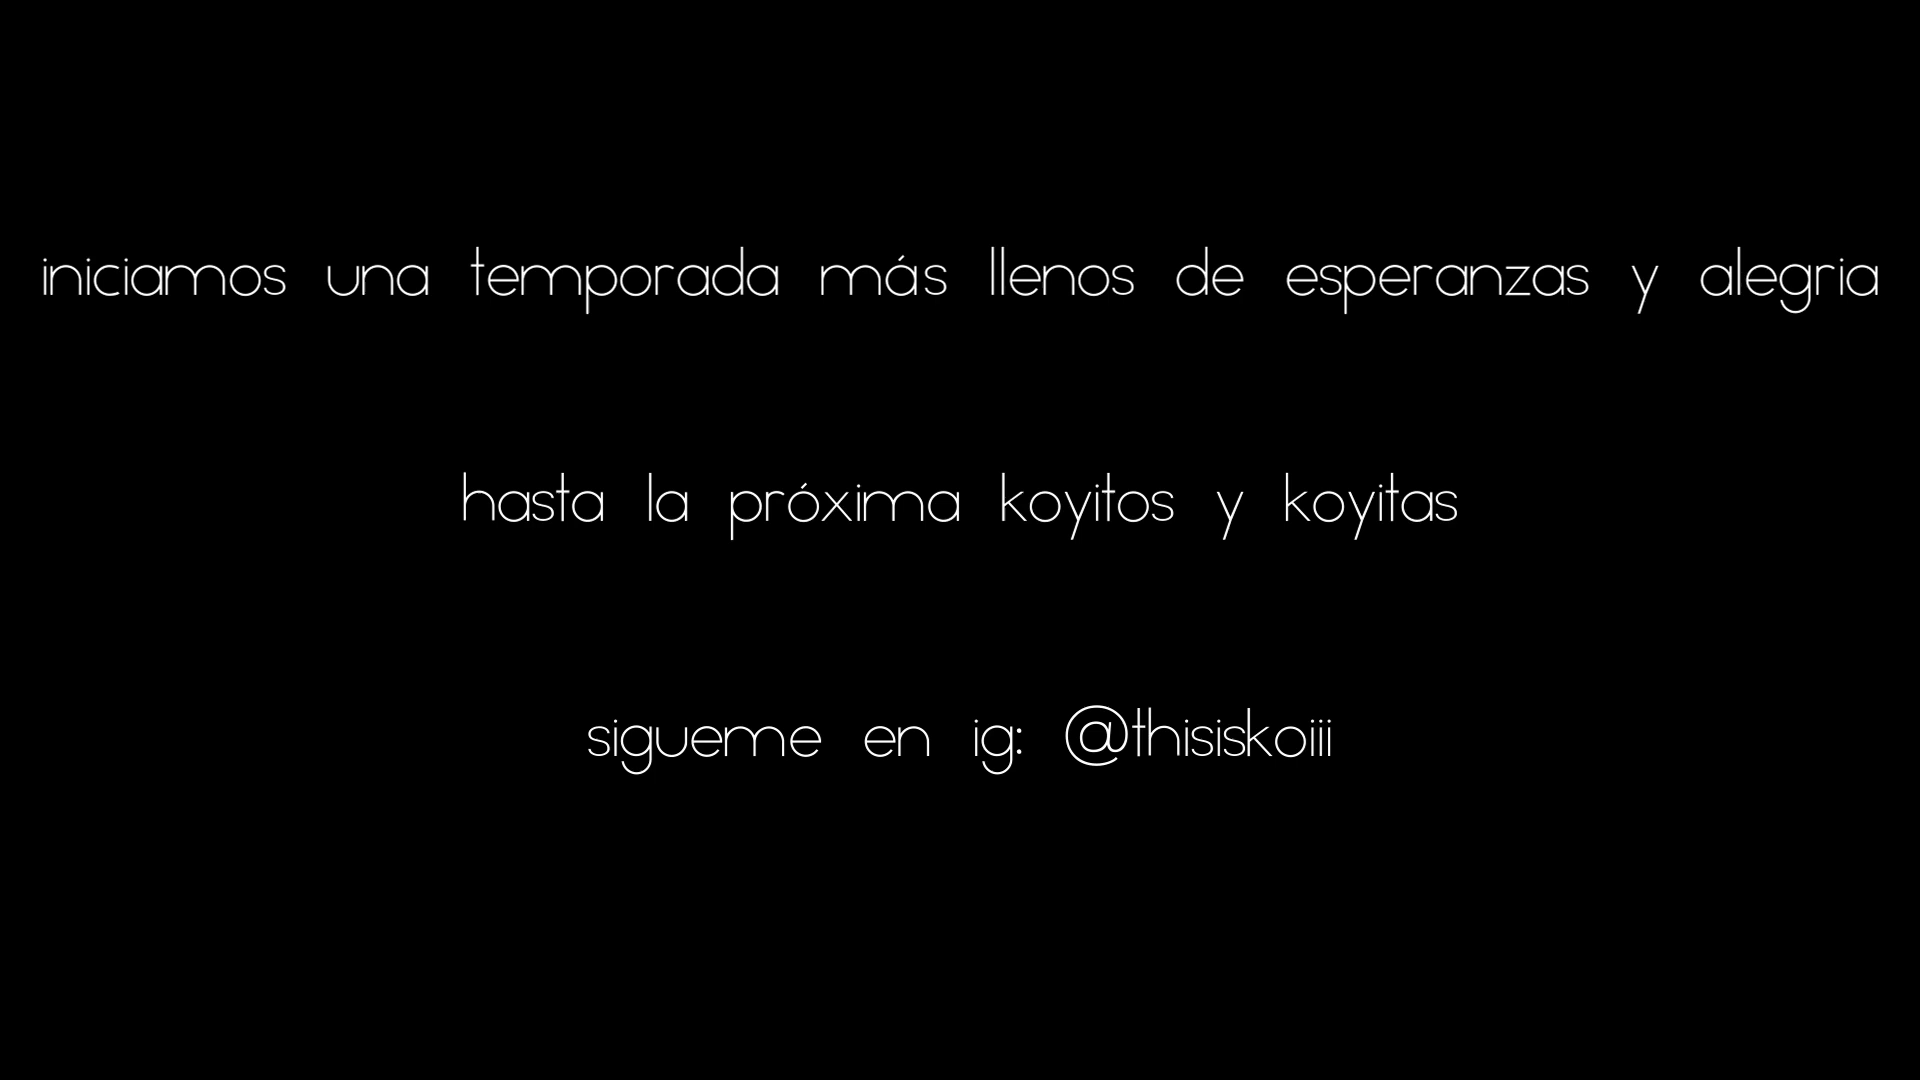 iniciamos una temporada más llenos de esperanzas y alegria
hasta la próxima koyitos y koyitas
sigueme en ig: @thisiskoiii